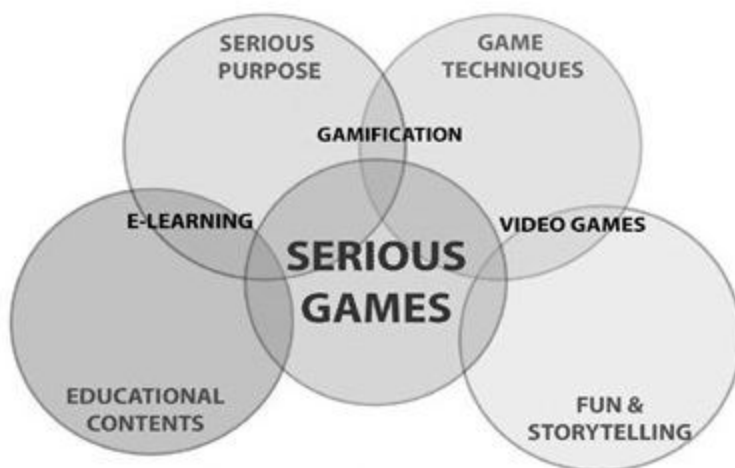 SERIOUS
PURPOSE
GAME
TECHNIQUES
GAMIFICATION
E-LEARNING
VIDEO GAMES
SERIOUS
GAMES
EDUCATIONAL
CONTENTS
FUN &
STORYTELLING